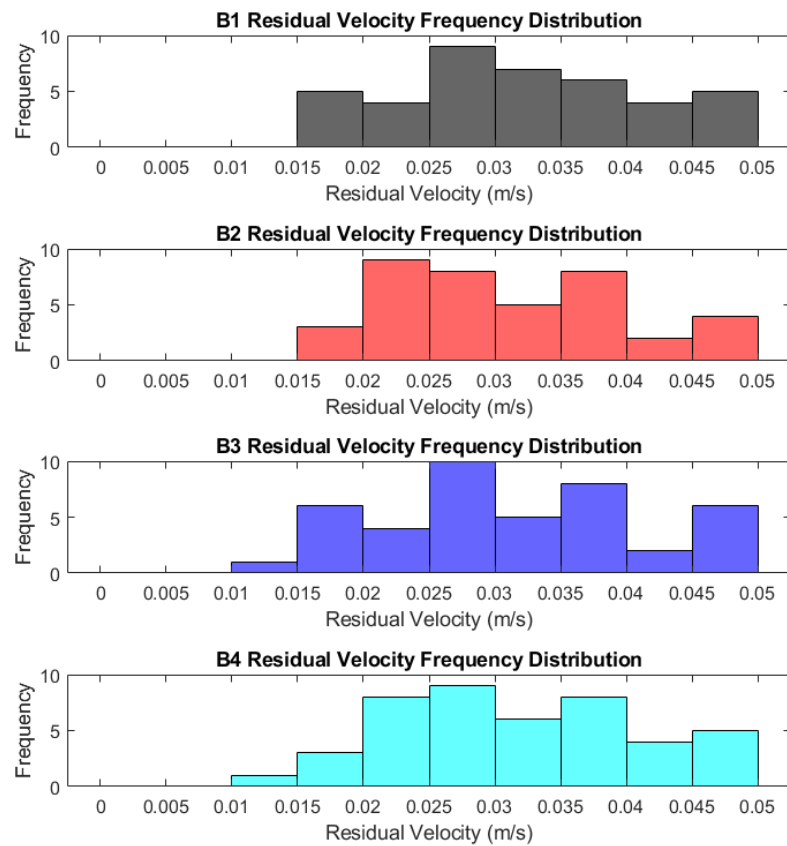 B1 Residual Velocity Frequency Distribution
10
5
0
Frequency
0 0.005 0.01 0.015 0.02 0.025 0.03 0.035 0.04 0.045 0.05
Residual Velocity (m/s)
B2 Residual Velocity Frequency Distribution
10
5
0
Frequency
0 0.005 0.01 0.015 0.02 0.025 0.03 0.035 0.04 0.045 0.05
Residual Velocity (m/s)
B3 Residual Velocity Frequency Distribution
10
5
0
Frequency
0 0.005 0.01 0.015 0.02 0.025 0.03 0.035 0.04 0.045 0.05
Residual Velocity (m/s)
B4 Residual Velocity Frequency Distribution
10
5
0
Frequency
0 0.005 0.01 0.015 0.02 0.025 0.03 0.035 0.04 0.045 0.05
Residual Velocity (m/s)